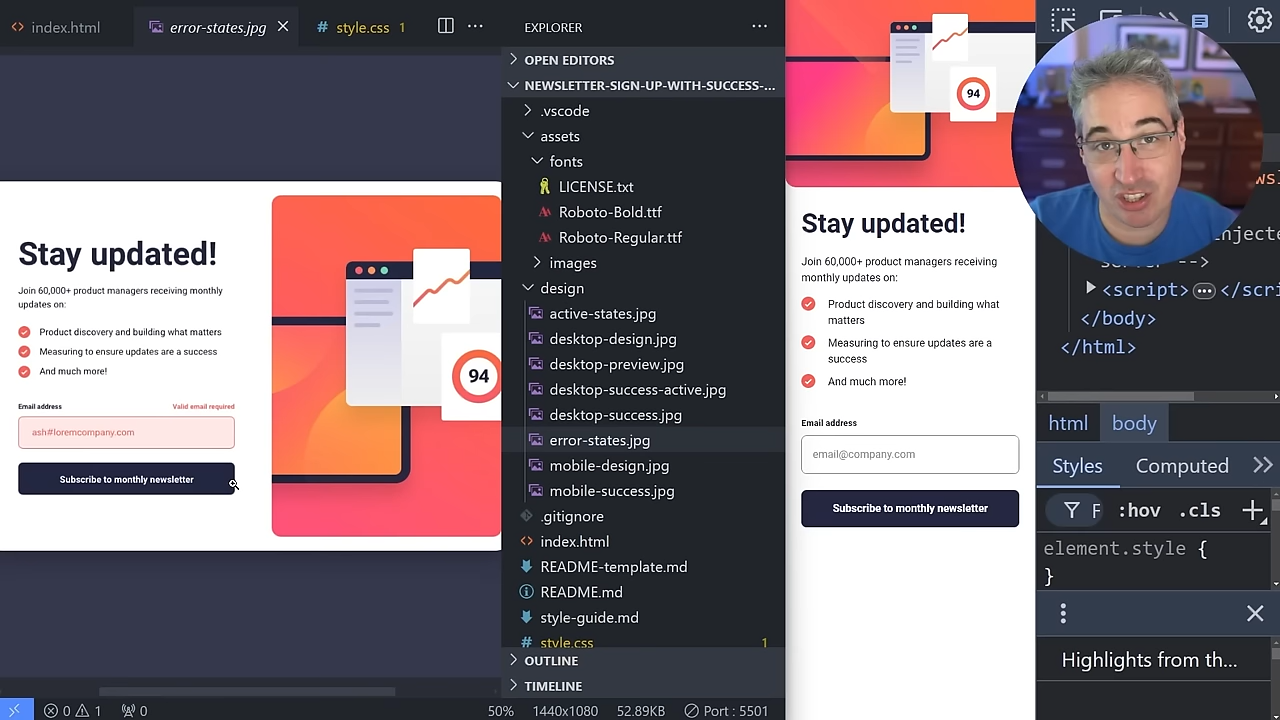 index.html
error-states.jpg
style.css 1
Stay updated!
Join 60,000+ product managers receiving monthly
updates on:
Product discovery and building what matters
Measuring to ensure updates are a success
And much more!
Email address
Valid email required
ash#loremcompany.com
Subscribe to monthly newsletter
94
EXPLORER
OPEN EDITORS
NEWSLETTER-SIGN-UP-WITH-SUCCESS-...
.vscode
assets
fonts
LICENSE.txt
Roboto-Bold.ttf
Roboto-Regular.ttf
images
design
active-states.jpg
desktop-design.jpg
desktop-preview.jpg
desktop-success-active.jpg
desktop-success.jpg
error-states.jpg
mobile-design.jpg
mobile-success.jpg
.gitignore
index.html
README-template.md
README.md
style-guide.md
style.css 1
OUTLINE
TIMELINE
0 1 0
50% 1440x1080 52.89KB Port : 5501
94
Stay updated!
Join 60,000+ product managers receiving
monthly updates on:
Product discovery and building what
matters
Measuring to ensure updates are a
success
And much more!
Email address
email@company.com
Subscribe to monthly newsletter
<script>...</scri
</body>
</html>
html body
Styles Computed
F :hov .cls
element.style {
}
Highlights from th...